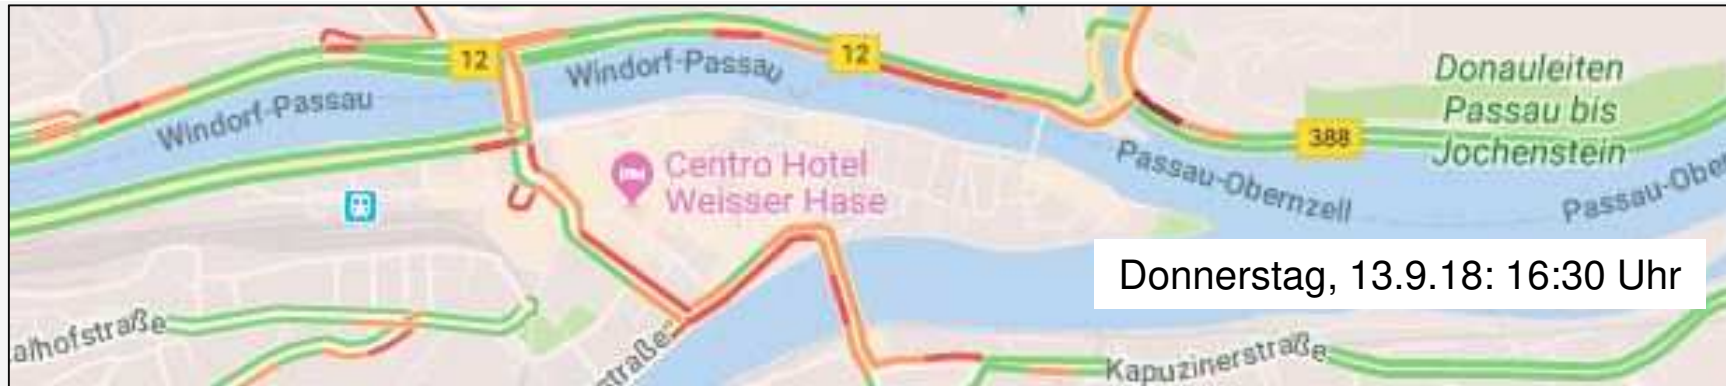 12
12
Windorf-Passau
Windorf-Passau
Donauleiten
Passau bis
Jochenstein
388
Passau-Obernzell
Passau-Obe
Centro Hotel
Weisser Hase
Donnerstag, 13.9.18: 16:30 Uhr
alhofstraße
straße
Kapuzinerstraße